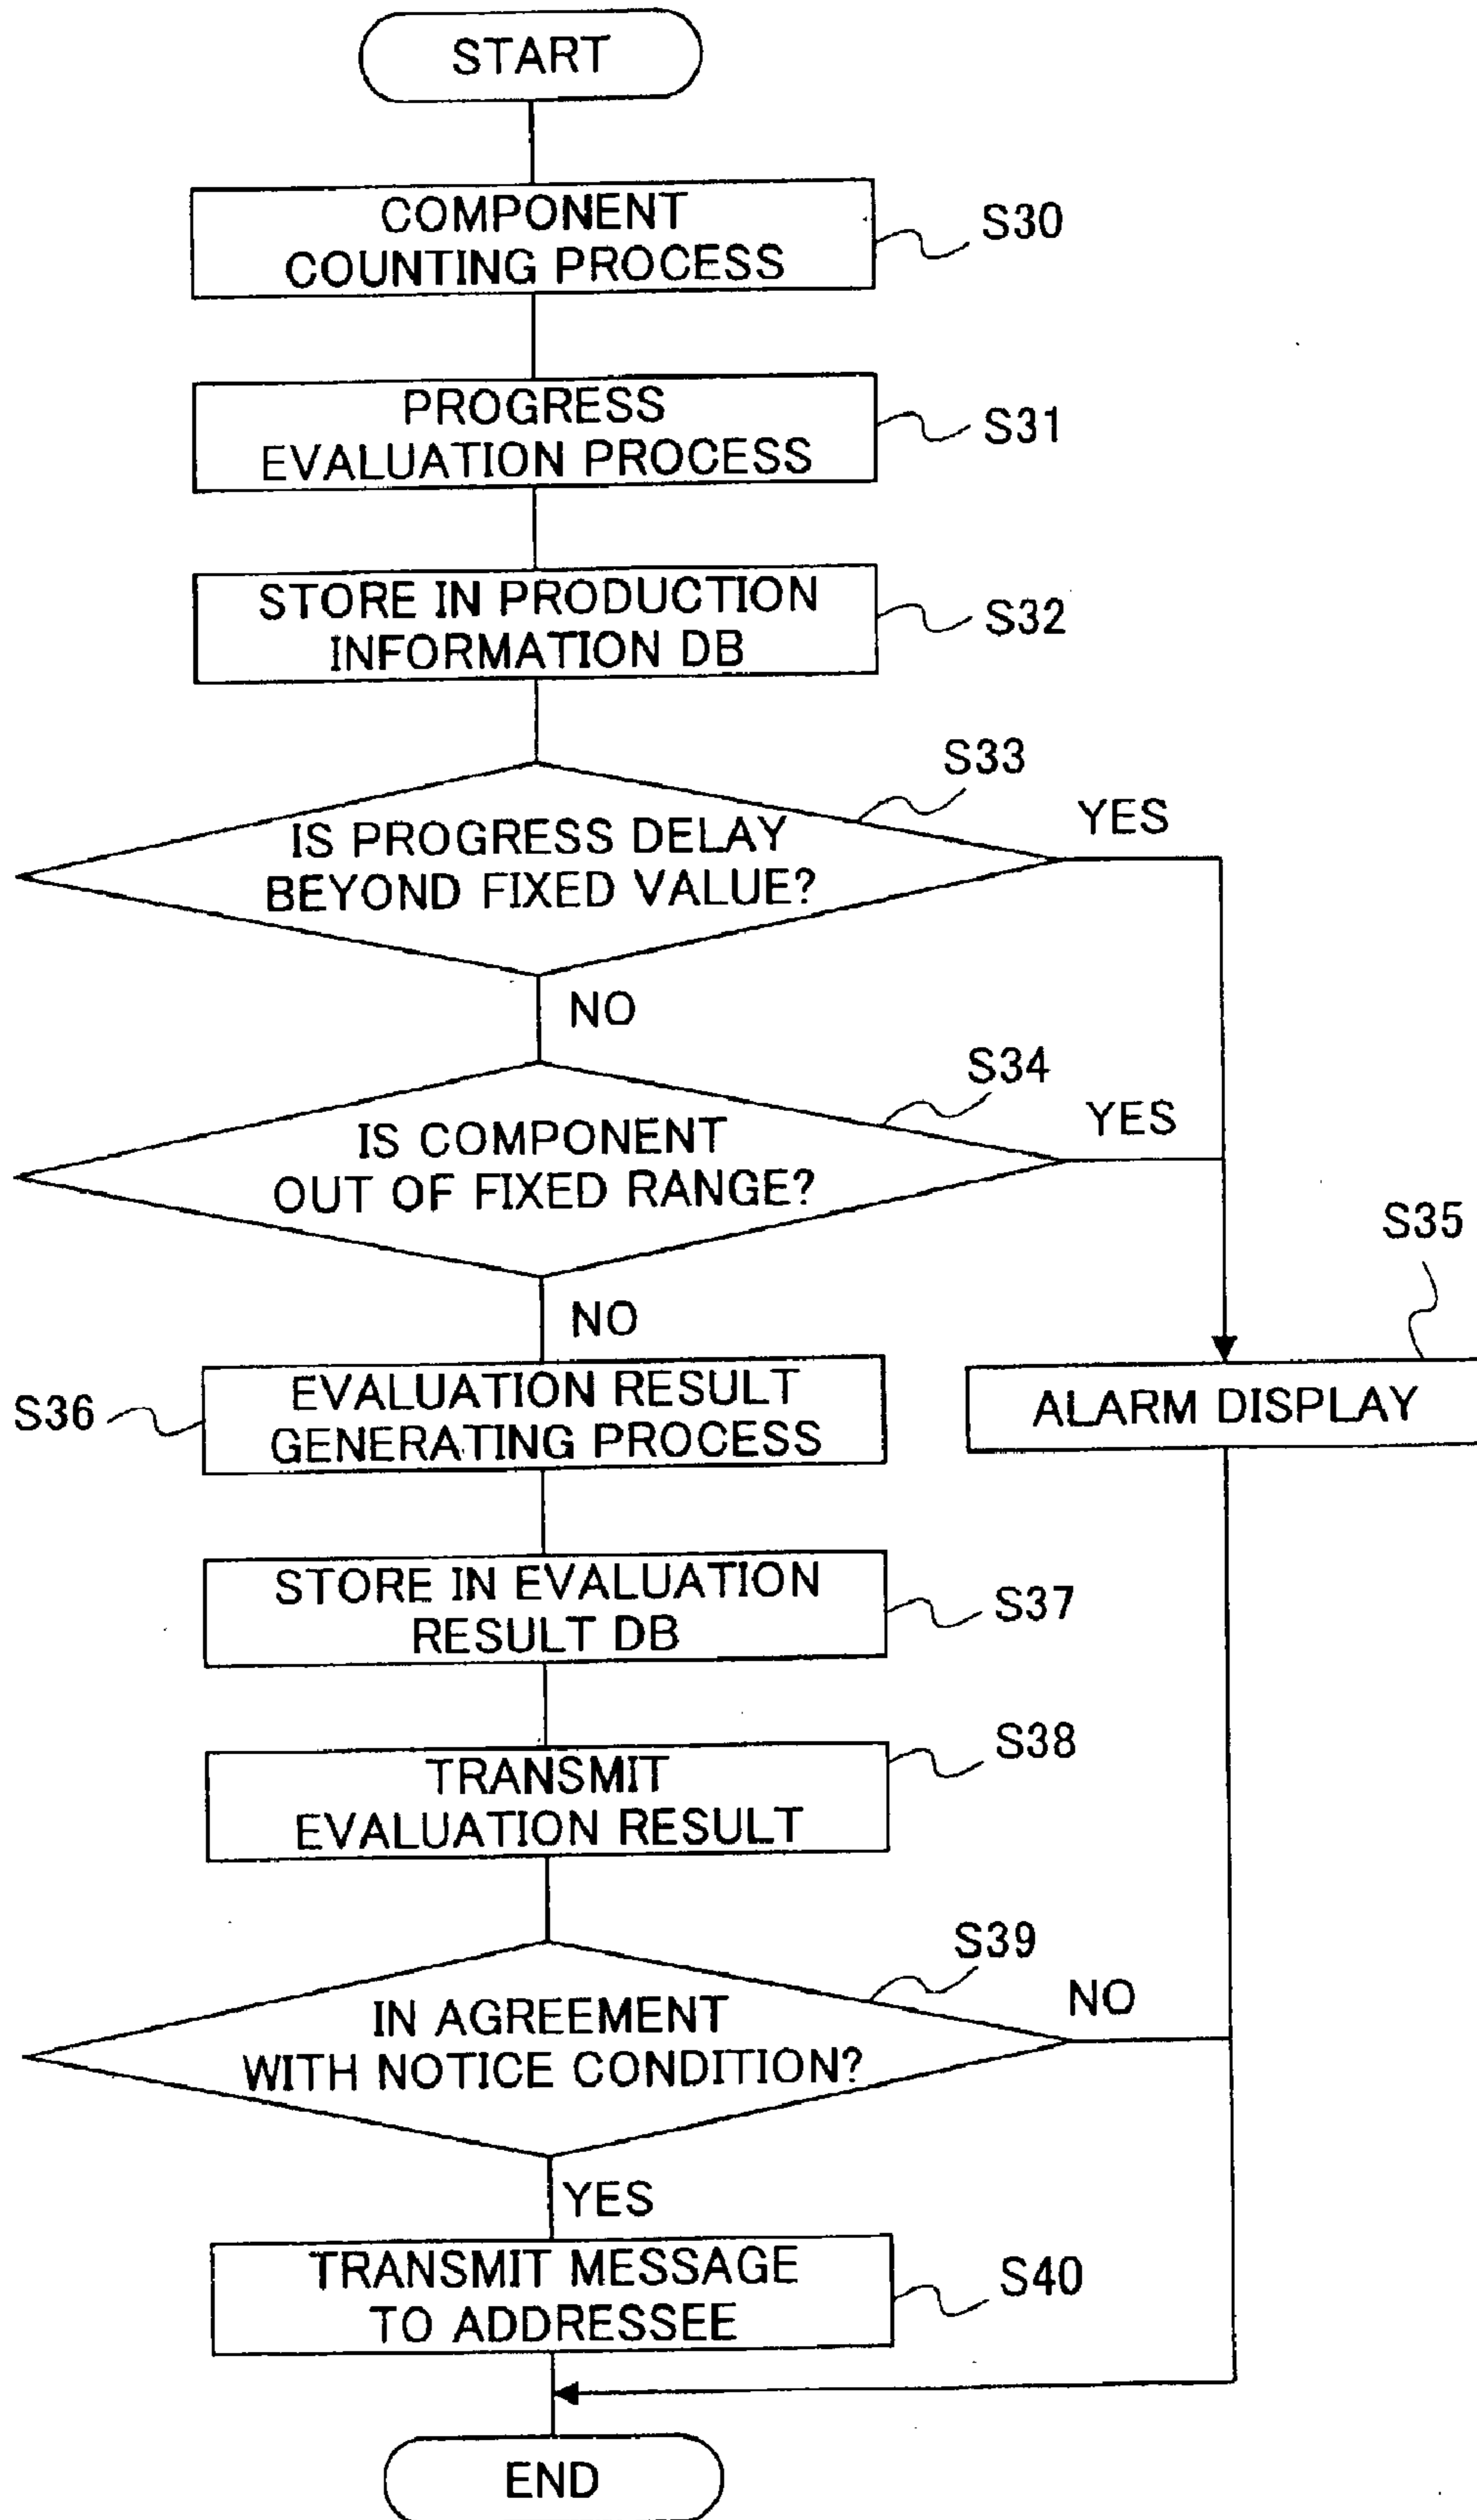 START
COMPONENT
COUNTING PROCESS
S30
PROGRESS
EVALUATION PROCESS
S31
STORE IN PRODUCTION
INFORMATION DB
S32
S33
IS PROGRESS DELAY
BEYOND FIXED VALUE?
YES
NO
S34
IS COMPONENT
OUT OF FIXED RANGE?
YES
NO
S35
ALARM DISPLAY
S36
EVALUATION RESULT
GENERATING PROCESS
STORE IN EVALUATION
RESULT DB
S37
TRANSMIT
EVALUATION RESULT
S38
S39
IN AGREEMENT
WITH NOTICE CONDITION?
NO
YES
TRANSMIT MESSAGE
TO ADDRESSEE
S40
END